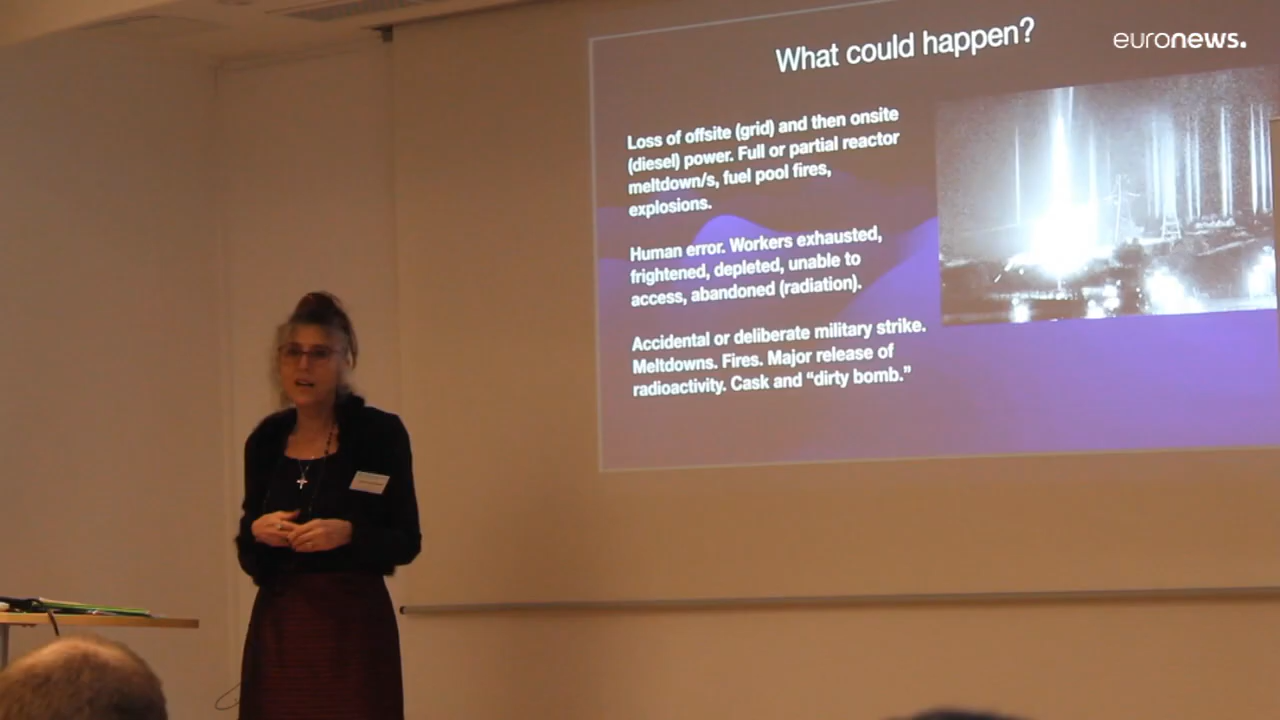 What could happen?
euronews.
Loss of offsite (grid) and then onsite
(diesel) power. Full or partial reactor
meltdown/s, fuel pool fires,
explosions.
Human error. Workers exhausted,
frightened, depleted, unable to
access, abandoned (radiation).
Accidental or deliberate military strike.
Meltdowns. Fires. Major release of
radioactivity. Cask and “dirty bomb.”